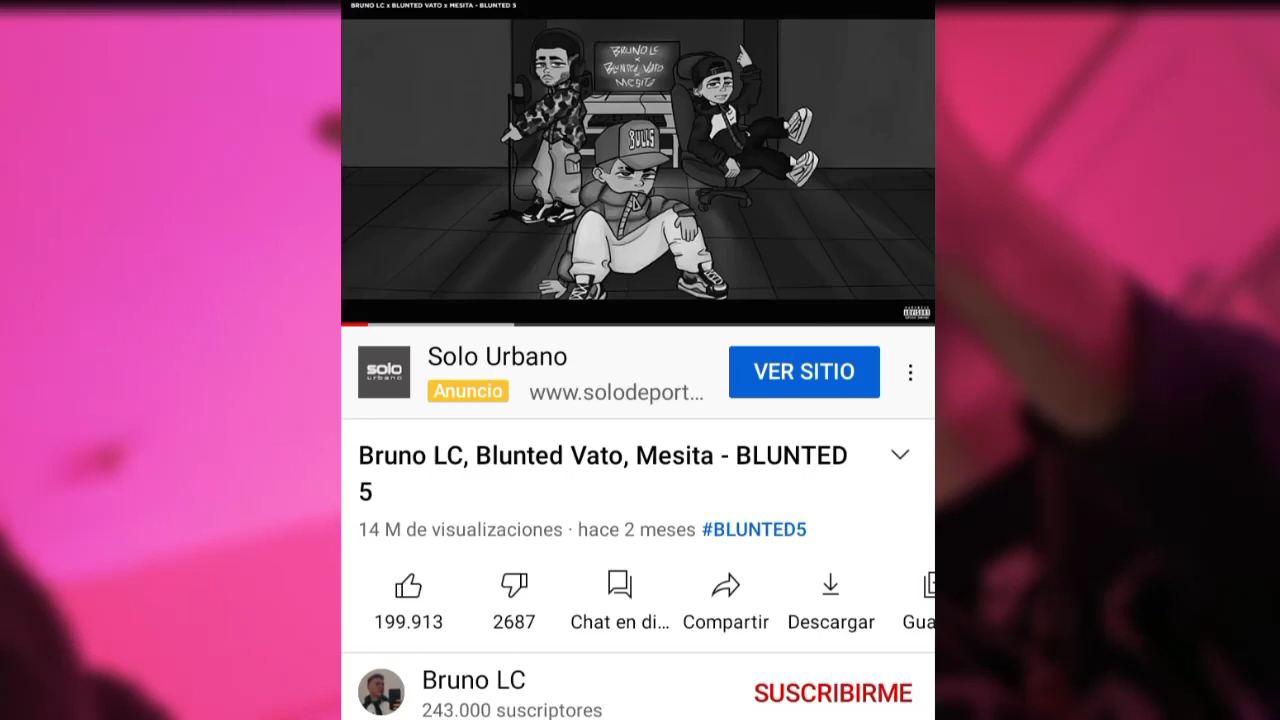 BRUNO LC x BLUNTED VATO x MESITA - BLUNTED 5
BRUNO LC
x
BLUNTED VATO
x
MESITA
BULLS
ADVISORY
solo
urbano
Solo Urbano
Anuncio www.solodeport...
VER SITIO
Bruno LC, Blunted Vato, Mesita - BLUNTED
5
14 M de visualizaciones · hace 2 meses #BLUNTED5
199.913 2687 Chat en di... Compartir Descargar Gua
Bruno LC
243.000 suscriptores
SUSCRIBIRME